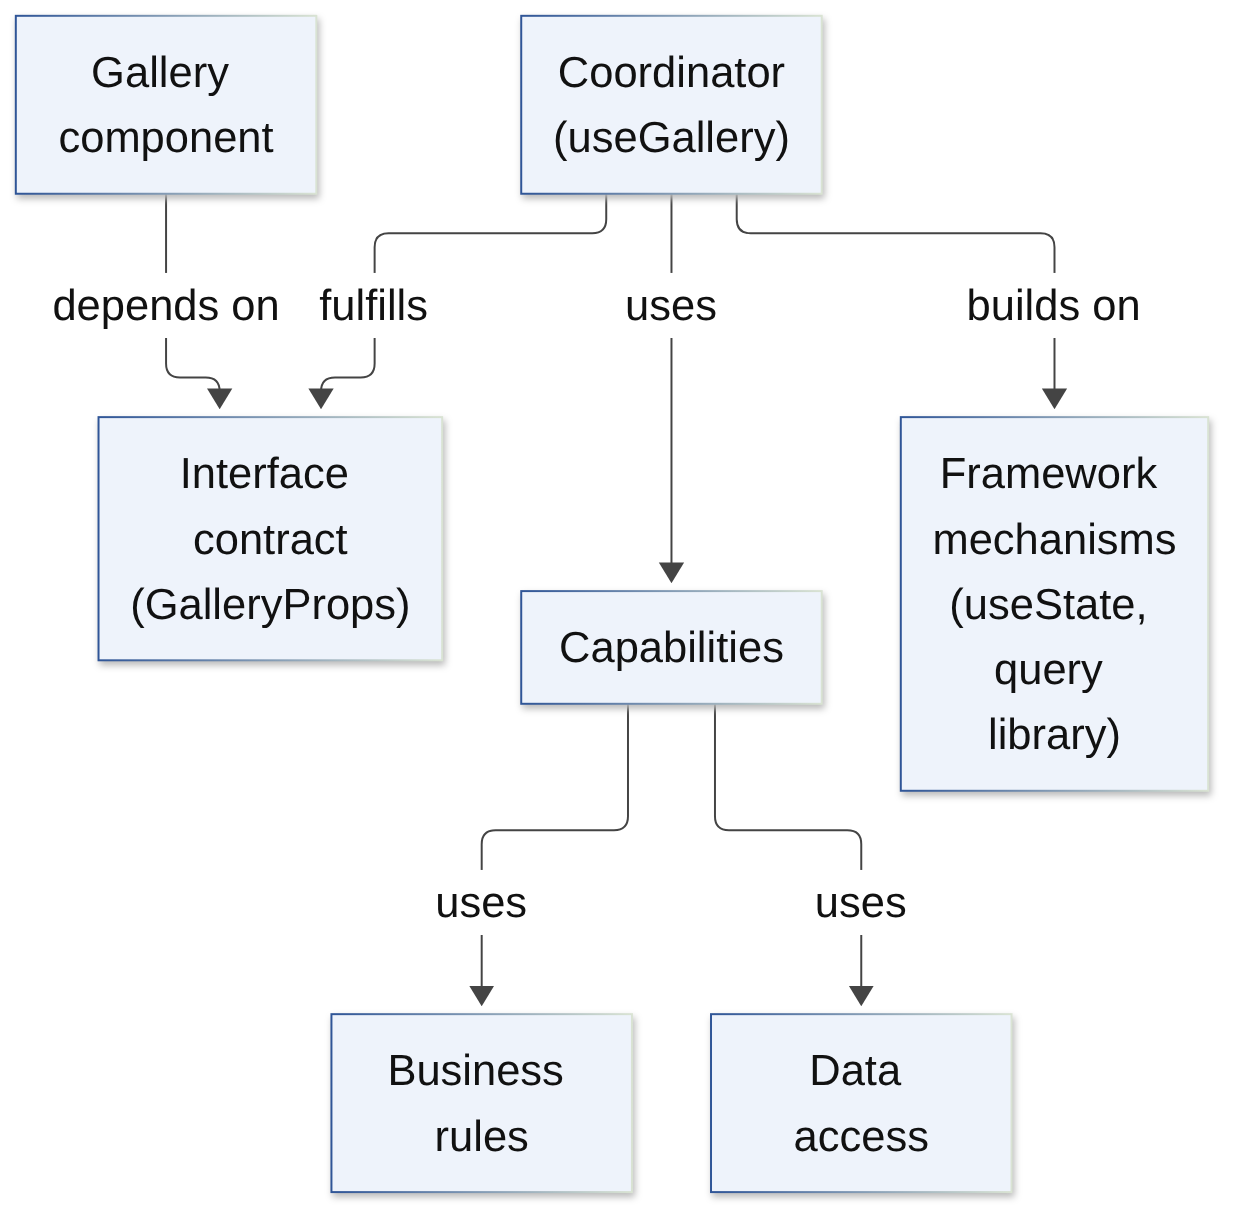 Gallery
component
Coordinator
(useGallery)
depends on
fulfills
uses
builds on
Interface
contract
(GalleryProps)
Framework
mechanisms
(useState,
query
library)
Capabilities
uses
uses
Business
rules
Data
access